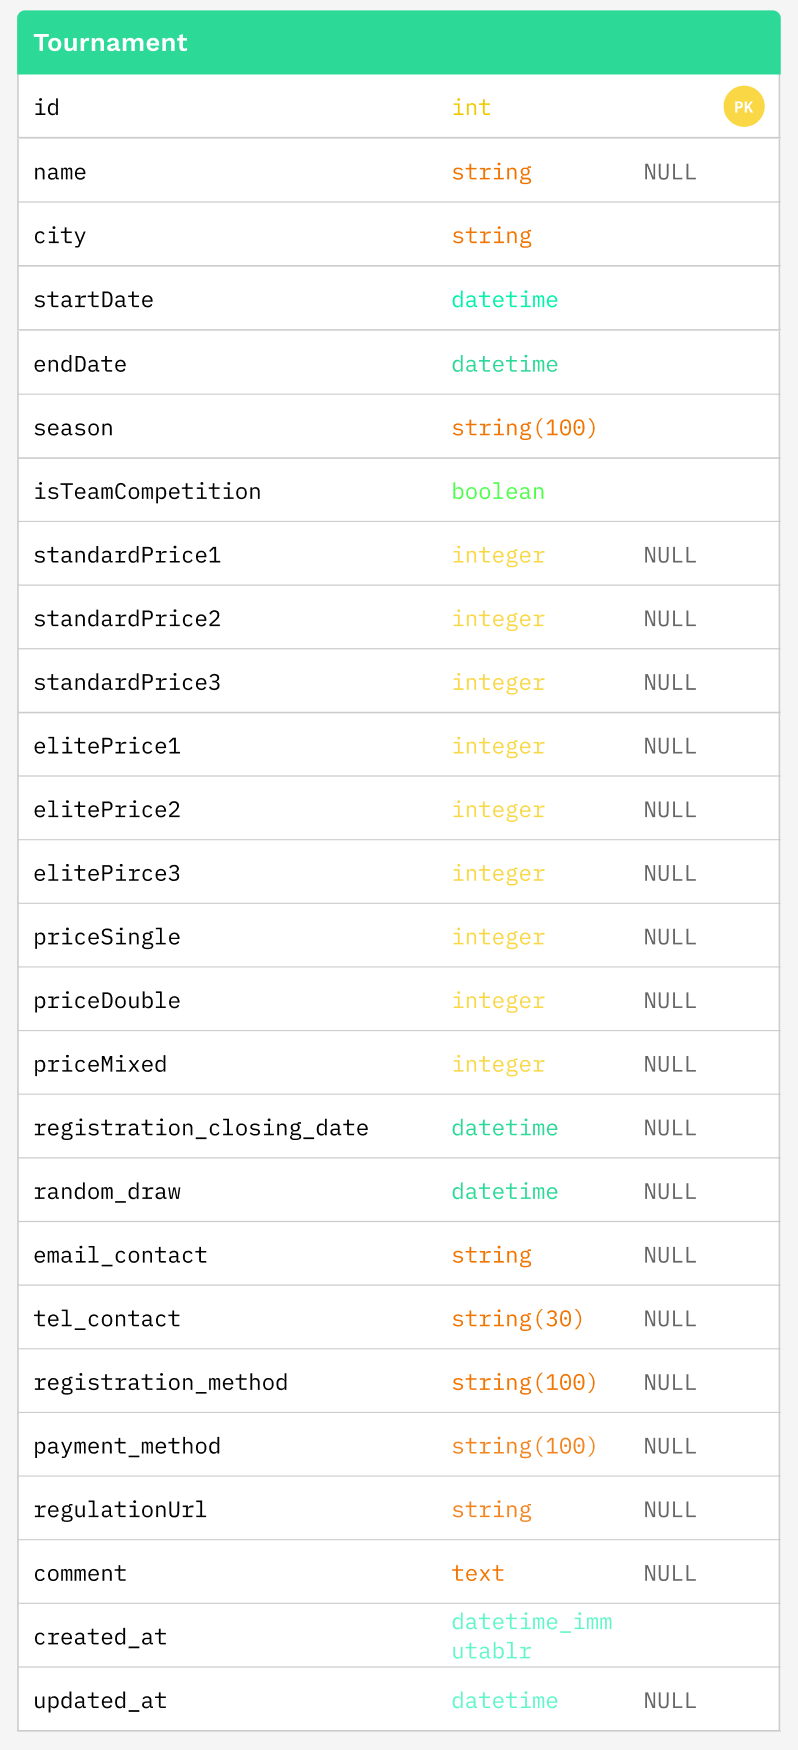 Tournament
id int PK
name string NULL
city string
startDate datetime
endDate datetime
season string(100)
isTeamCompetition boolean
standardPrice1 integer NULL
standardPrice2 integer NULL
standardPrice3 integer NULL
elitePrice1 integer NULL
elitePrice2 integer NULL
elitePirce3 integer NULL
priceSingle integer NULL
priceDouble integer NULL
priceMixed integer NULL
registration_closing_date datetime NULL
random_draw datetime NULL
email_contact string NULL
tel_contact string(30) NULL
registration_method string(100) NULL
payment_method string(100) NULL
regulationUrl string NULL
comment text NULL
created_at datetime_imm
utablr
updated_at datetime NULL